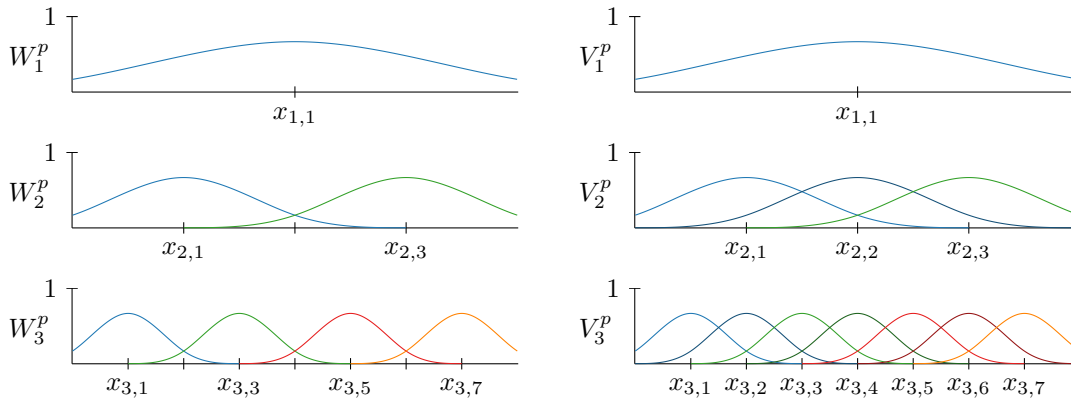 1
1
W_1^p
V_1^p
x_{1,1}
x_{1,1}
1
1
W_2^p
V_2^p
x_{2,1} x_{2,3}
x_{2,1} x_{2,2} x_{2,3}
1
1
W_3^p
V_3^p
x_{3,1} x_{3,3} x_{3,5} x_{3,7}
x_{3,1} x_{3,2} x_{3,3} x_{3,4} x_{3,5} x_{3,6} x_{3,7}